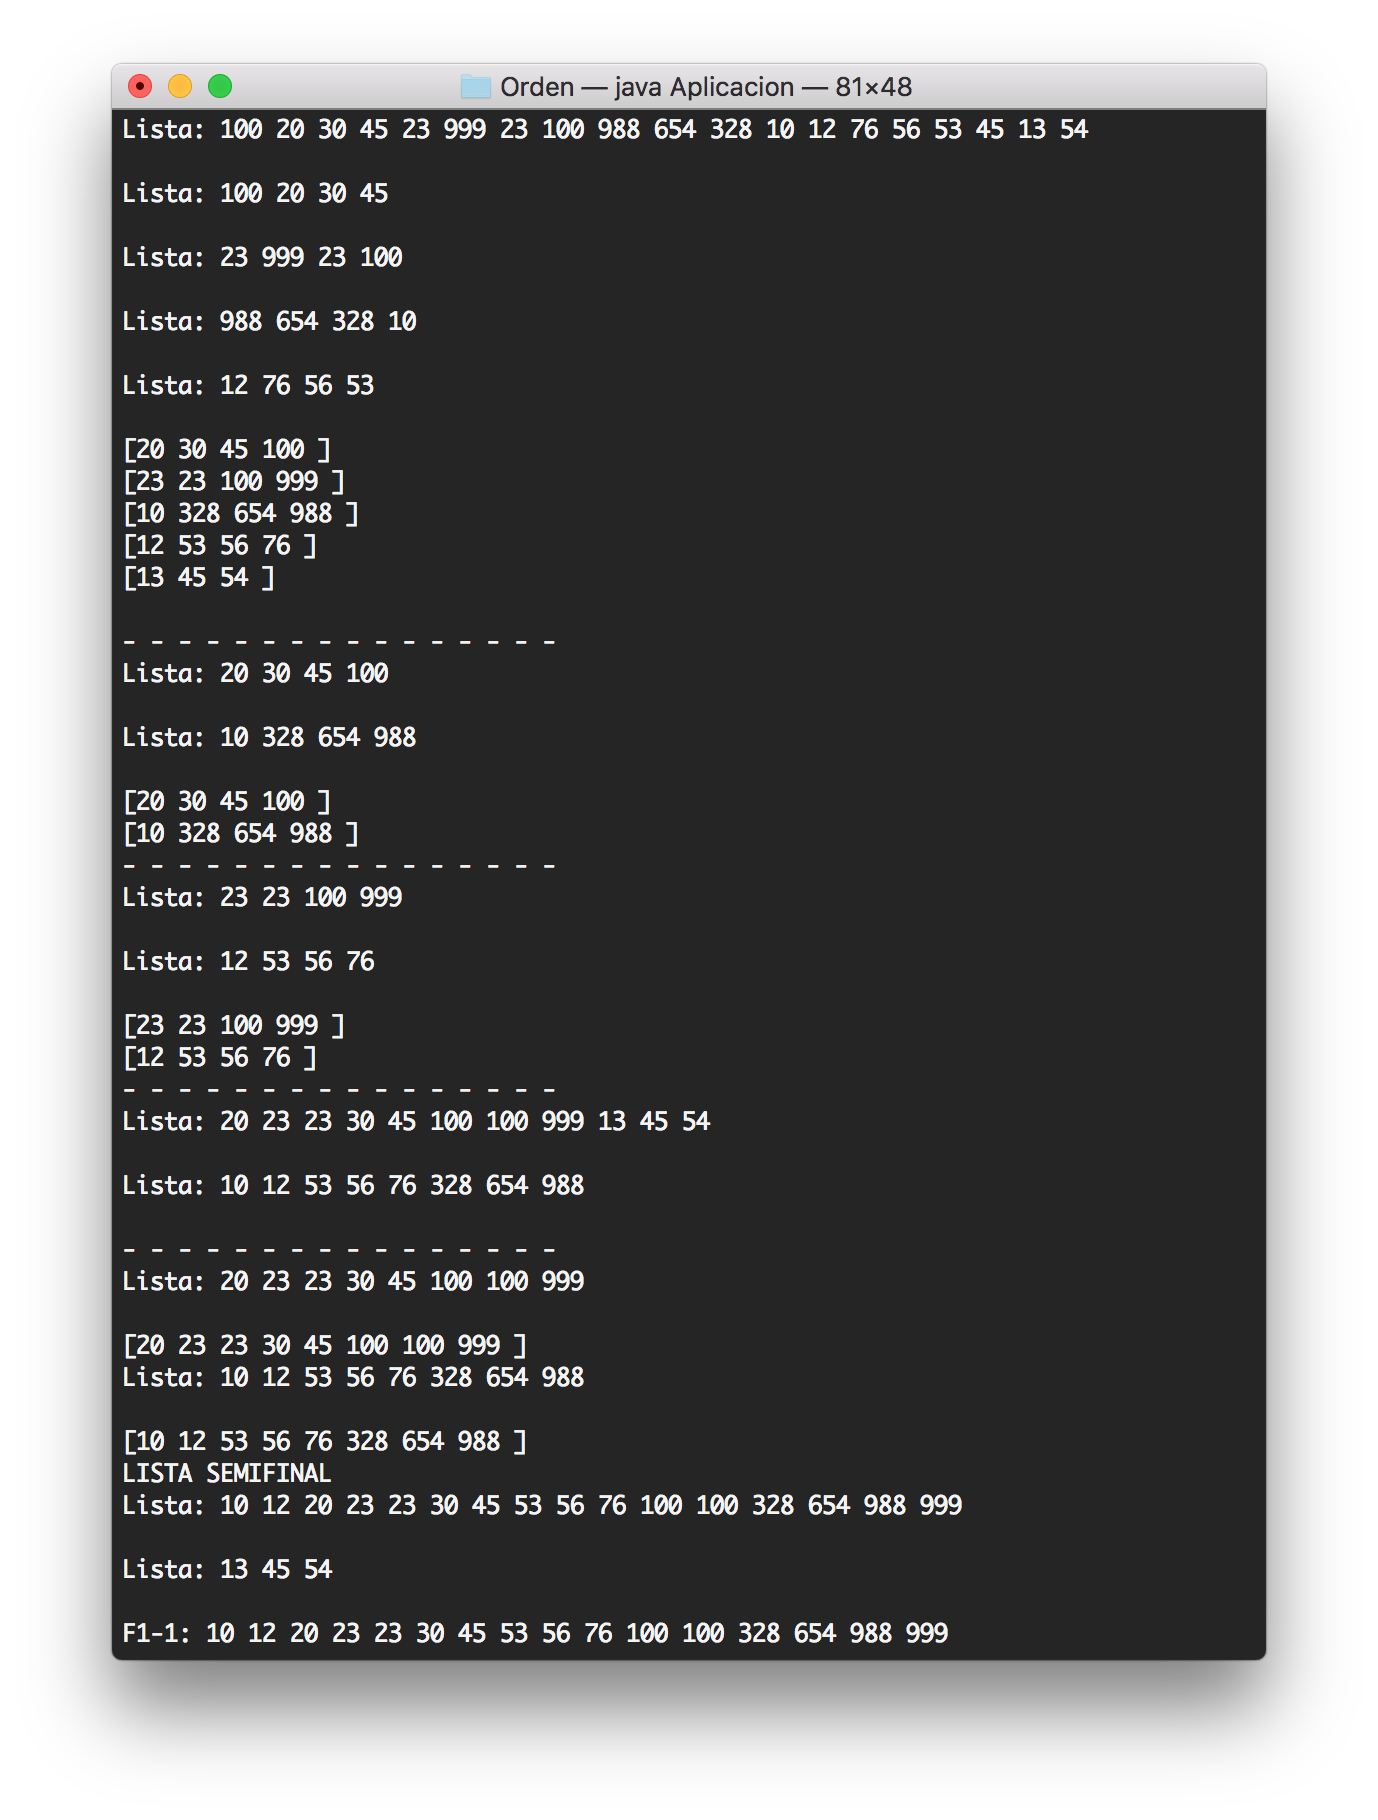 Orden — java Aplicacion — 81×48
Lista: 100 20 30 45 23 999 23 100 988 654 328 10 12 76 56 53 45 13 54
Lista: 100 20 30 45
Lista: 23 999 23 100
Lista: 988 654 328 10
Lista: 12 76 56 53
[20 30 45 100 ]
[23 23 100 999 ]
[10 328 654 988 ]
[12 53 56 76 ]
[13 45 54 ]
- - - - - - - - - - - - - - - -
Lista: 20 30 45 100
Lista: 10 328 654 988
[20 30 45 100 ]
[10 328 654 988 ]
- - - - - - - - - - - - - - - -
Lista: 23 23 100 999
Lista: 12 53 56 76
[23 23 100 999 ]
[12 53 56 76 ]
- - - - - - - - - - - - - - - -
Lista: 20 23 23 30 45 100 100 999 13 45 54
Lista: 10 12 53 56 76 328 654 988
- - - - - - - - - - - - - - - -
Lista: 20 23 23 30 45 100 100 999
[20 23 23 30 45 100 100 999 ]
Lista: 10 12 53 56 76 328 654 988
[10 12 53 56 76 328 654 988 ]
LISTA SEMIFINAL
Lista: 10 12 20 23 23 30 45 53 56 76 100 100 328 654 988 999
Lista: 13 45 54
F1-1: 10 12 20 23 23 30 45 53 56 76 100 100 328 654 988 999